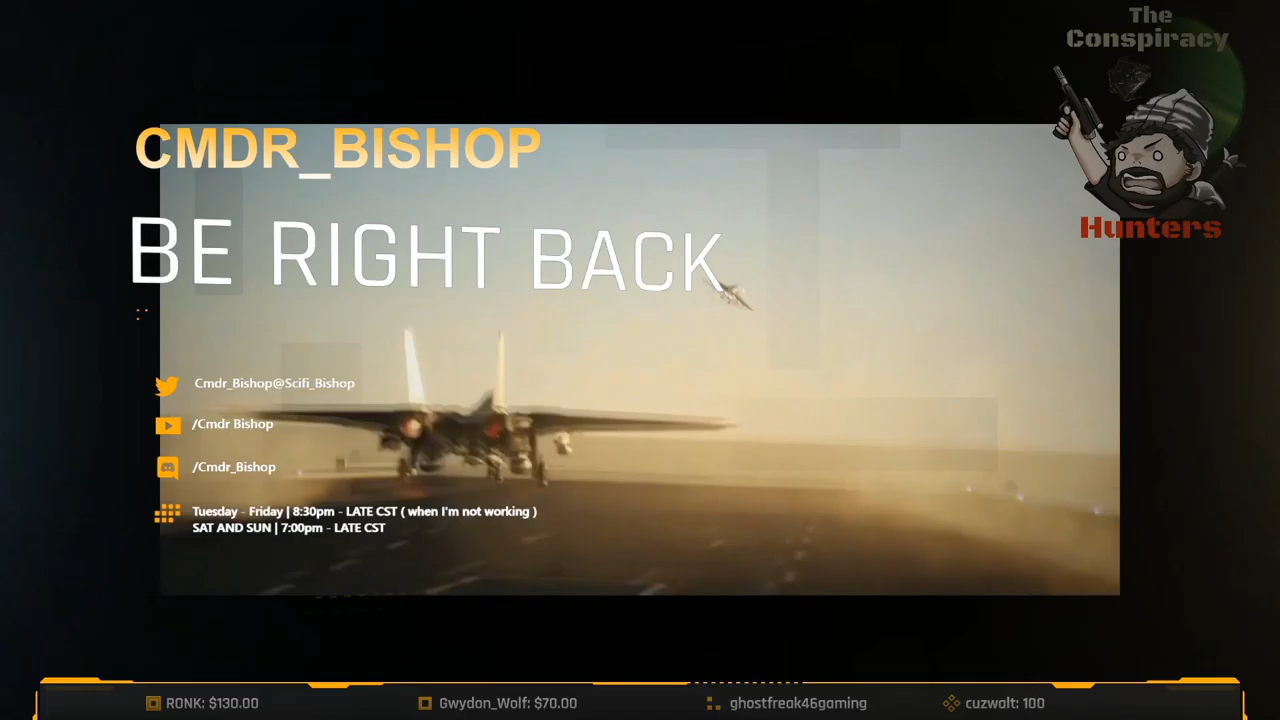 The
Conspiracy
Hunters
CMDR_BISHOP
BE RIGHT BACK
Cmdr_Bishop@Scifi_Bishop
/Cmdr Bishop
/Cmdr_Bishop
Tuesday - Friday | 8:30pm - LATE CST ( when I'm not working )
SAT AND SUN | 7:00pm - LATE CST
RONK: $130.00
Gwydon_Wolf: $70.00
ghostfreak46gaming
cuzwalt: 100